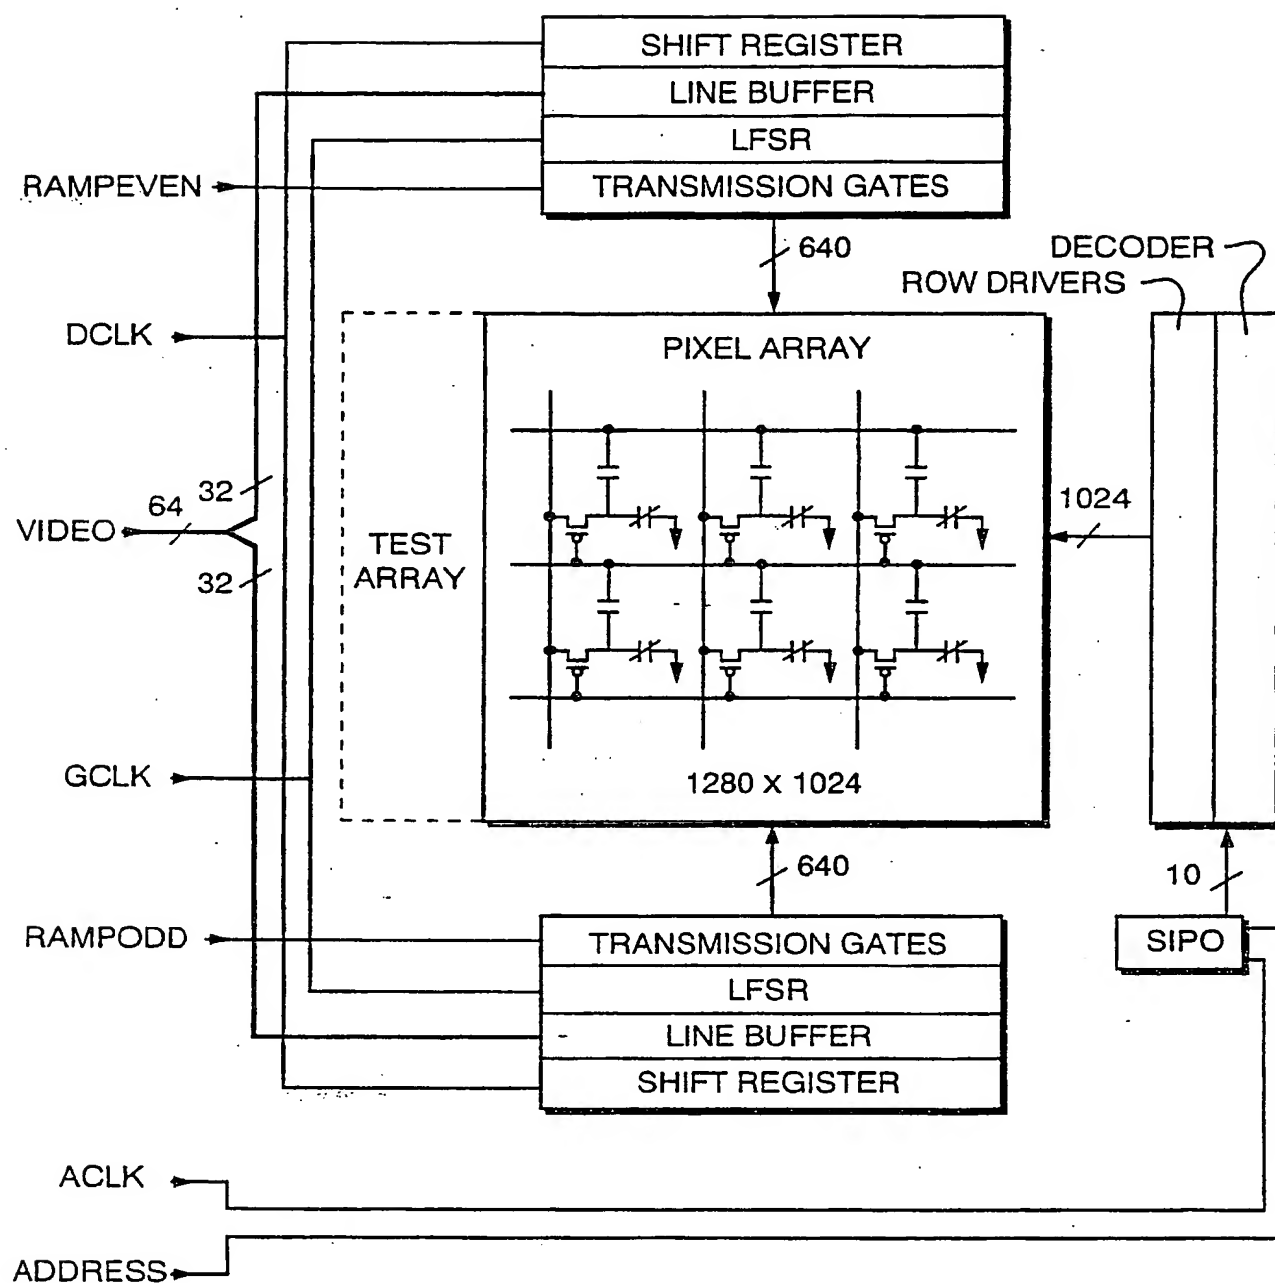 SHIFT REGISTER
LINE BUFFER
LFSR
RAMPEVEN
TRANSMISSION GATES
640
DECODER
ROW DRIVERS
DCLK
PIXEL ARRAY
32
64
1024
VIDEO
TEST
ARRAY
32
GCLK
1280 X 1024
640
10
RAMPODD
TRANSMISSION GATES
SIPO
LFSR
LINE BUFFER
SHIFT REGISTER
ACLK
ADDRESS